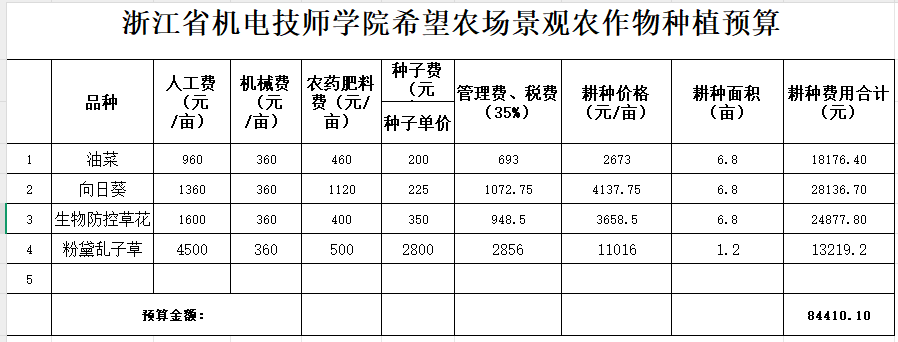 浙江省机电技师学院希望农场景观农作物种植预算
品种 人工费（元/亩） 机械费（元/亩） 农药肥料费（元/亩） 种子费（元 种子单价 管理费、税费（35%） 耕种价格（元/亩） 耕种面积（亩） 耕种费用合计（元）
1 油菜 960 360 460 200 693 2673 6.8 18176.40
2 向日葵 1360 360 1120 225 1072.75 4137.75 6.8 28136.70
3 生物防控草花 1600 360 400 350 948.5 3658.5 6.8 24877.80
4 粉黛乱子草 4500 360 500 2800 2856 11016 1.2 13219.2
5
预算金额： 84410.10